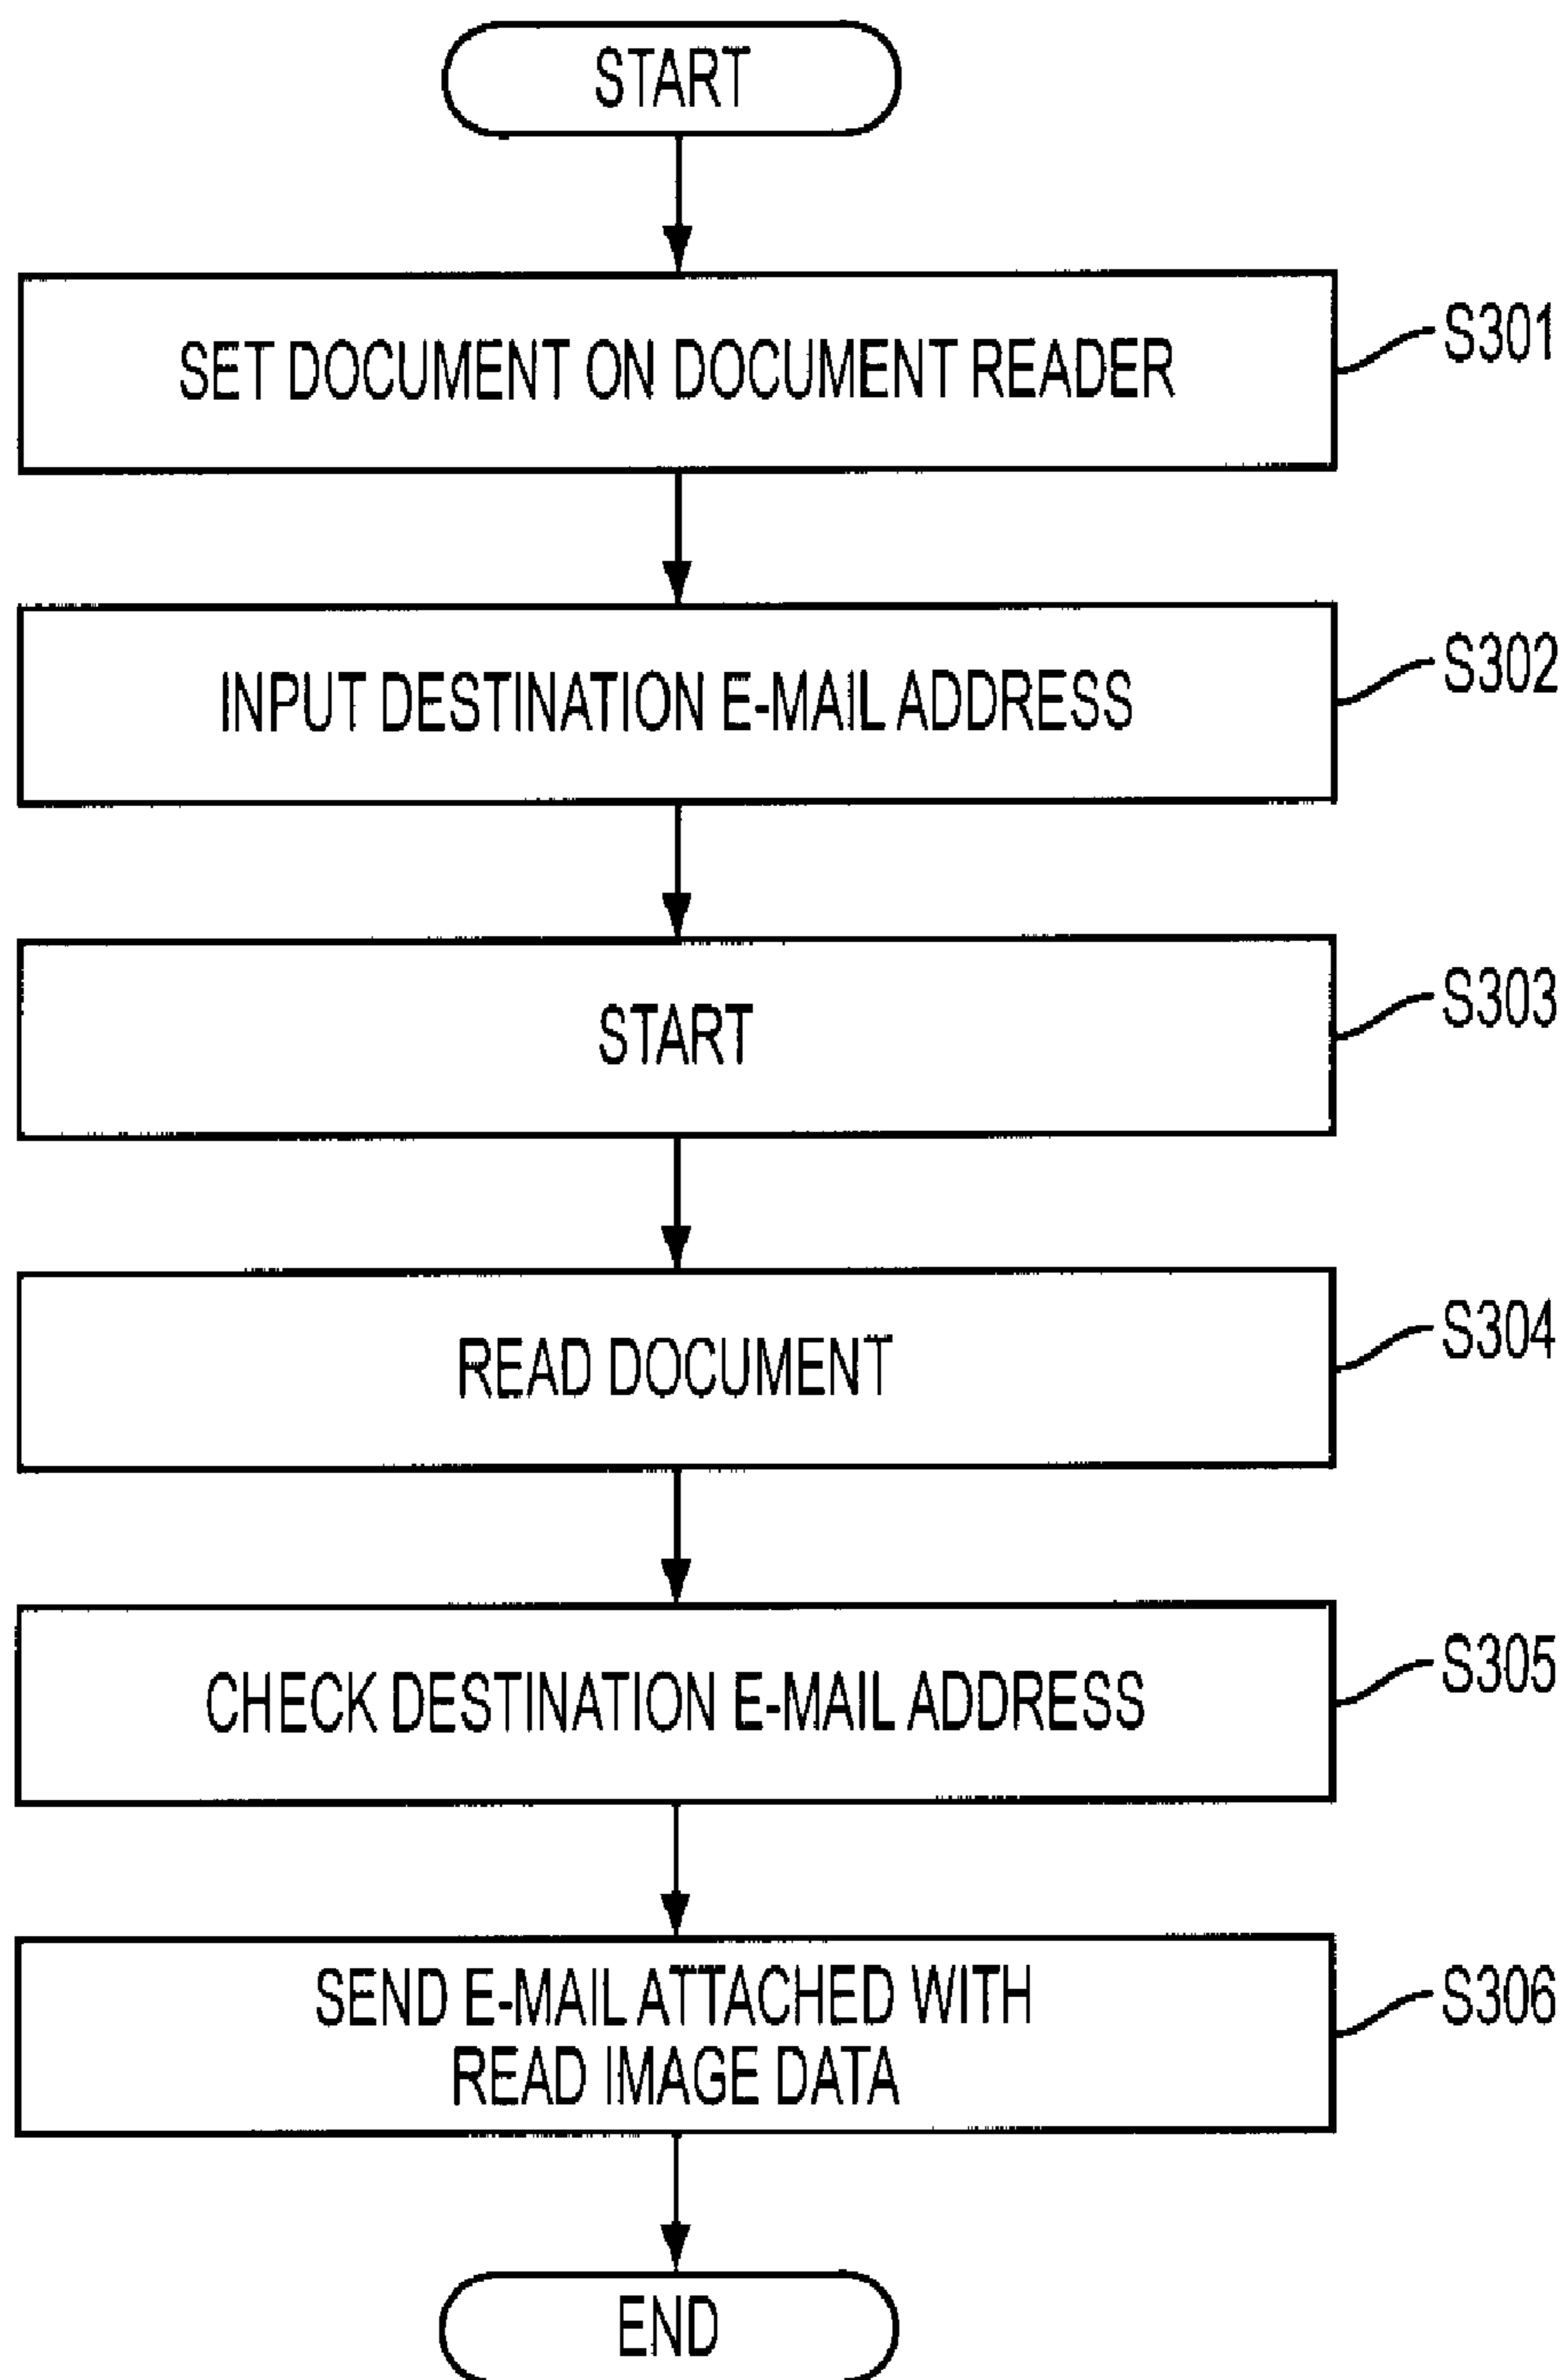 START
SET DOCUMENT ON DOCUMENT READER
S301
INPUT DESTINATION E-MAIL ADDRESS
S302
START
S303
READ DOCUMENT
S304
CHECK DESTINATION E-MAIL ADDRESS
S305
SEND E-MAIL ATTACHED WITH
READ IMAGE DATA
S306
END